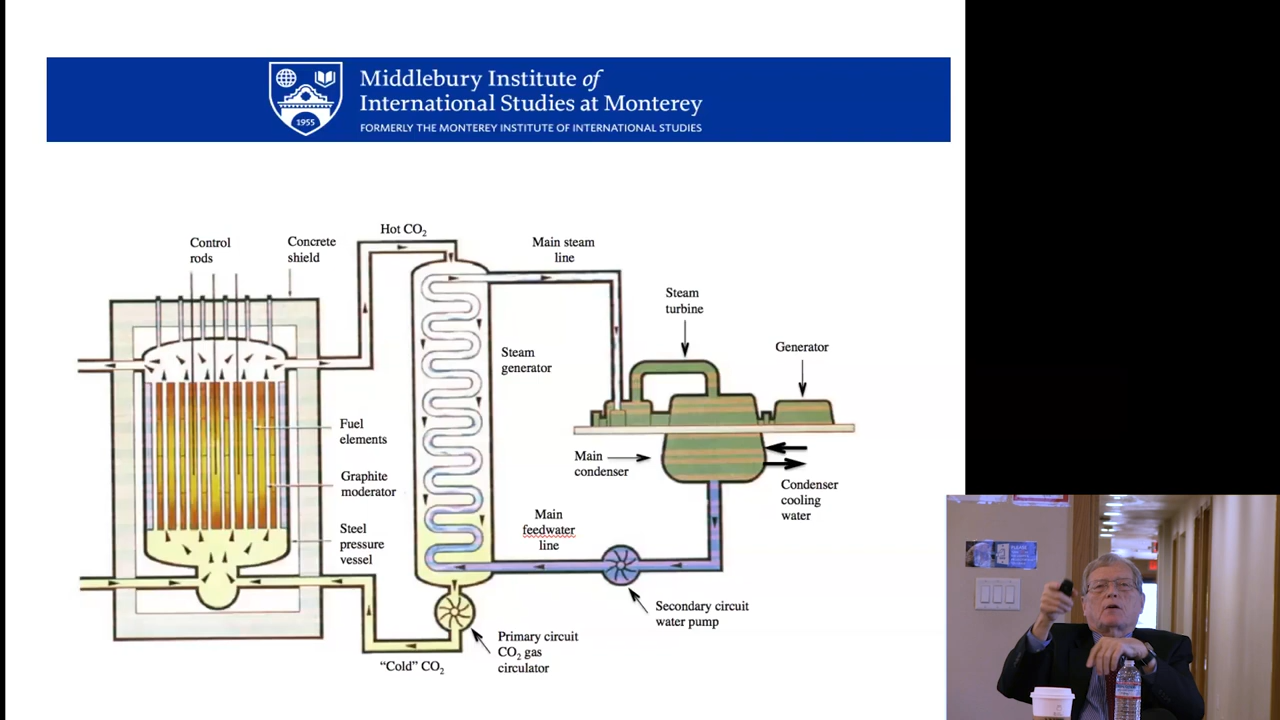 Middlebury Institute of
International Studies at Monterey
FORMERLY THE MONTEREY INSTITUTE OF INTERNATIONAL STUDIES
1955
Hot CO₂
Control
rods
Concrete
shield
Main steam
line
Steam
turbine
Generator
Steam
generator
Fuel
elements
Graphite
moderator
Main
condenser
Condenser
cooling
water
Steel
pressure
vessel
Main
feedwater
line
Secondary circuit
water pump
Primary circuit
CO₂ gas
circulator
"Cold" CO₂